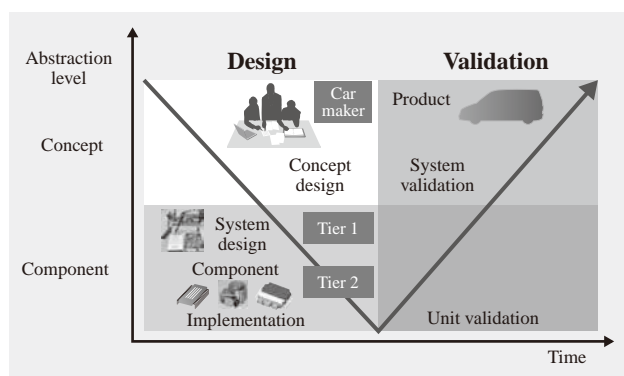 Abstraction
level
Design
Validation
Car
maker
Product
Concept
Concept
design
System
validation
System
design
Tier 1
Component
Component
Tier 2
Implementation
Unit validation
Time